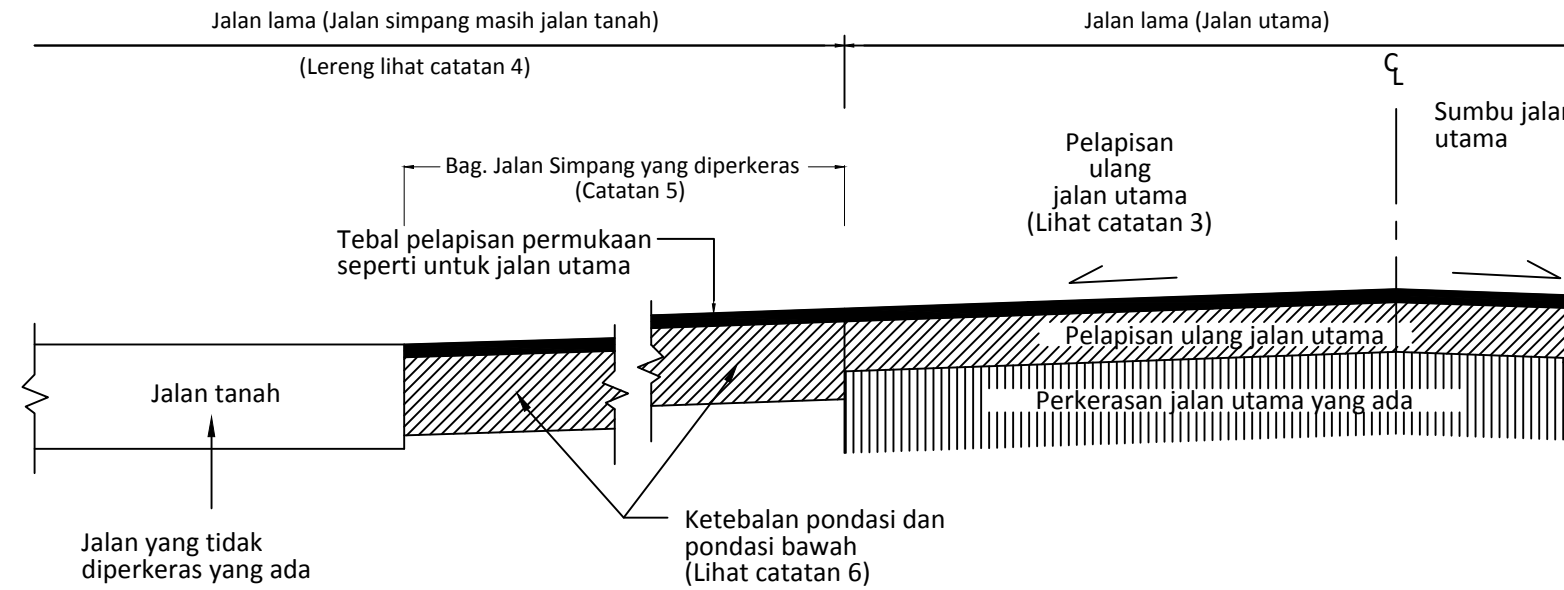 Jalan lama (Jalan simpang masih jalan tanah)
Jalan lama (Jalan utama)
(Lereng lihat catatan 4)
CL
Sumbu jalan
utama
Pelapisan
ulang
jalan utama
(Lihat catatan 3)
Bag. Jalan Simpang yang diperkeras
(Catatan 5)
Tebal pelapisan permukaan
seperti untuk jalan utama
Pelapisan ulang jalan utama
Jalan tanah
Perkerasan jalan utama yang ada
Ketebalan pondasi dan
pondasi bawah
(Lihat catatan 6)
Jalan yang tidak
diperkeras yang ada